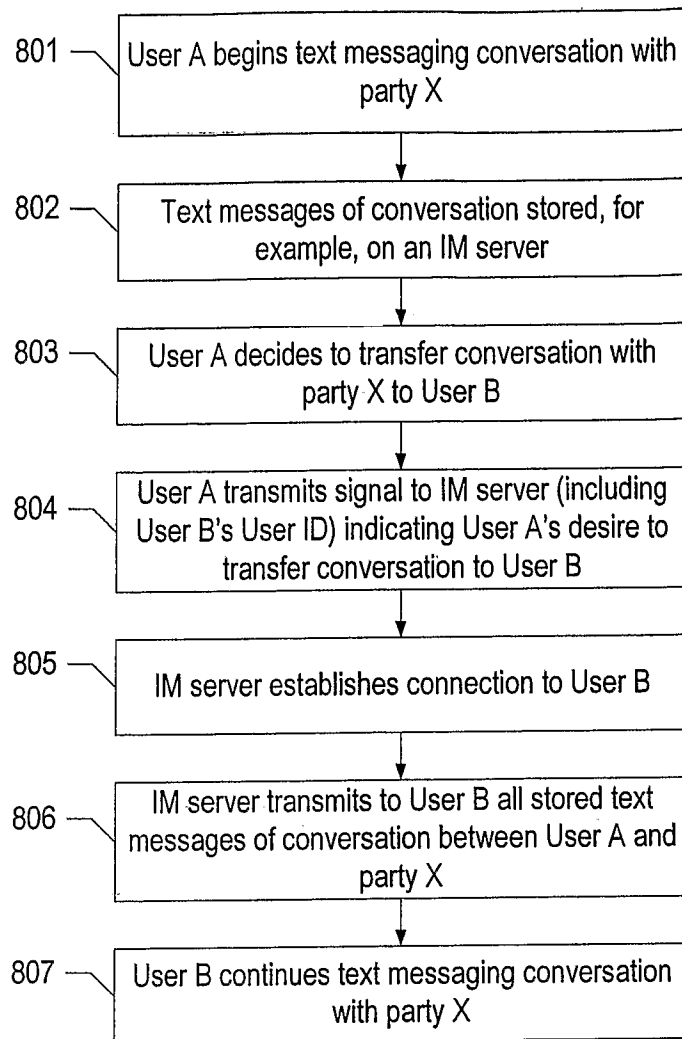 801
User A begins text messaging conversation with
party X
802
Text messages of conversation stored, for
example, on an IM server
803
User A decides to transfer conversation with
party X to User B
804
User A transmits signal to IM server (including
User B's User ID) indicating User A's desire to
transfer conversation to User B
805
IM server establishes connection to User B
806
IM server transmits to User B all stored text
messages of conversation between User A and
party X
807
User B continues text messaging conversation
with party X